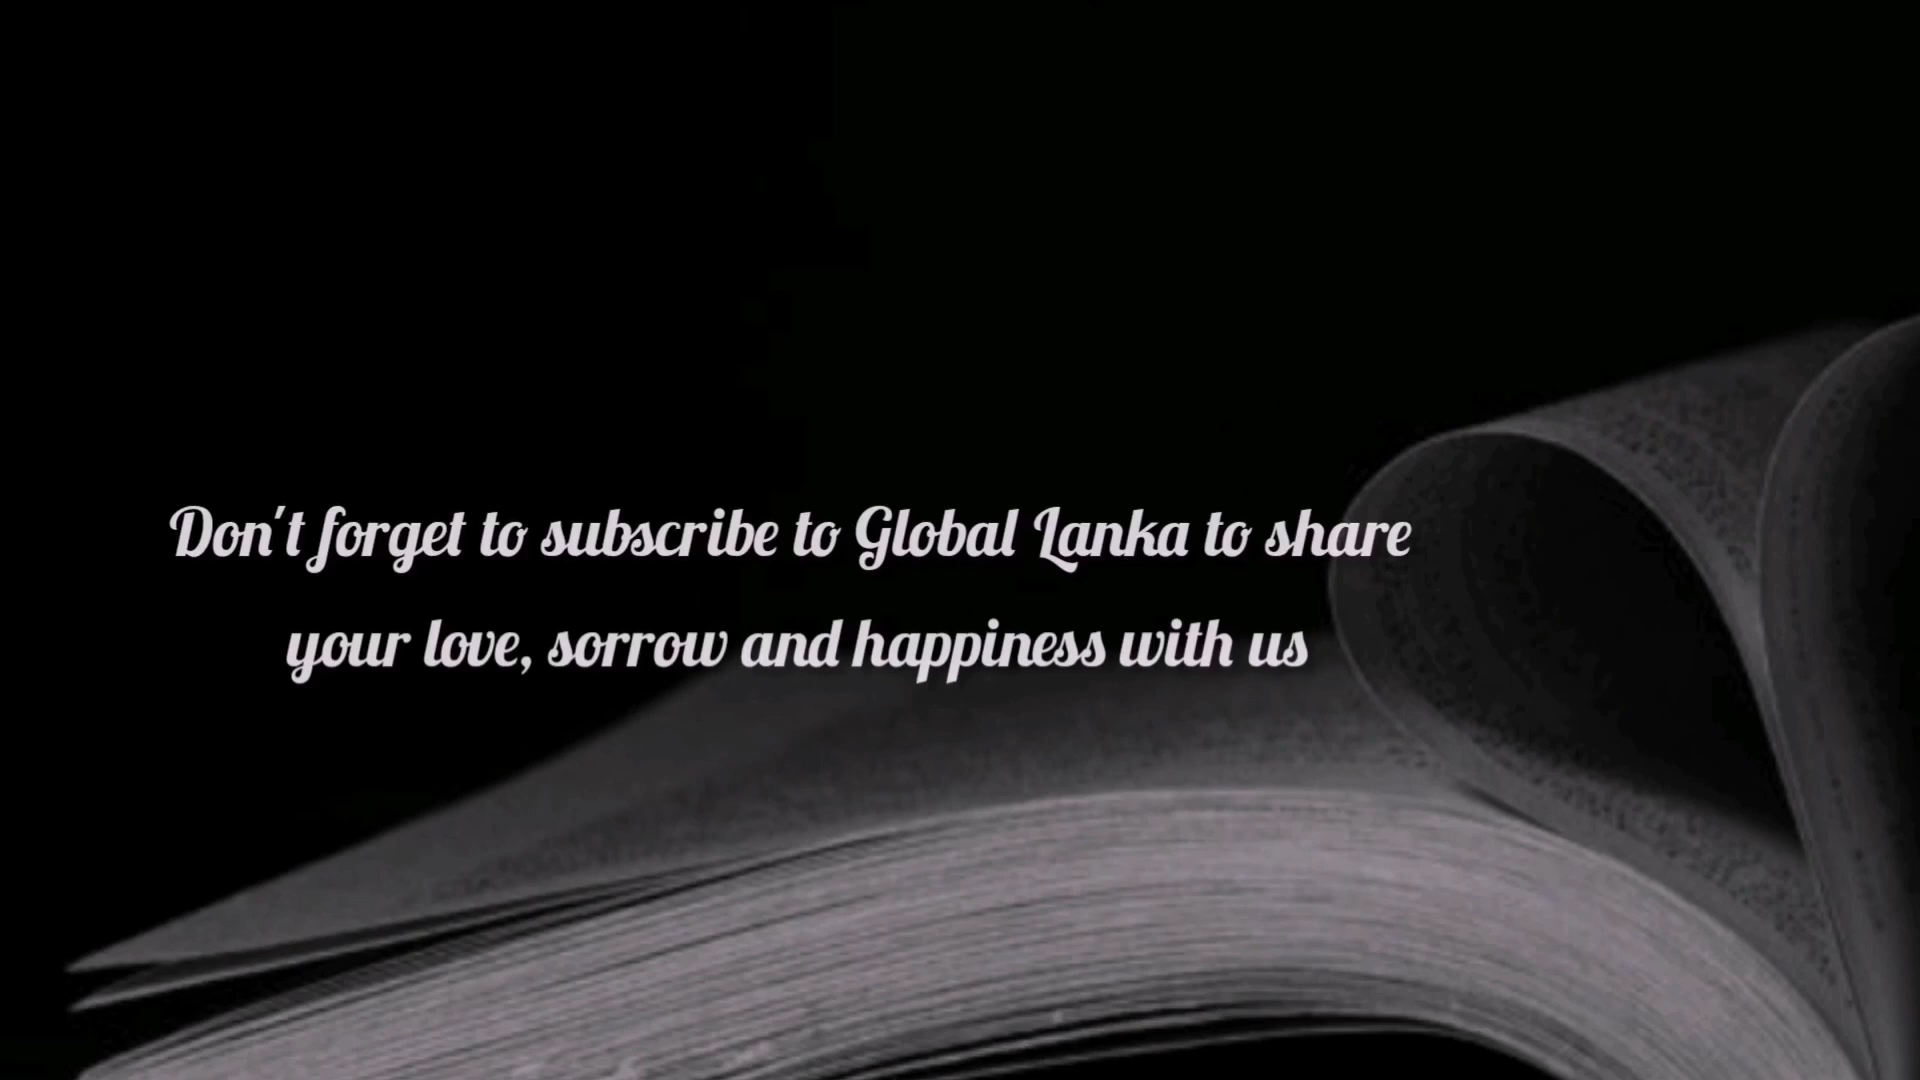 Don't forget to subscribe to Global Lanka to share
your love, sorrow and happiness with us